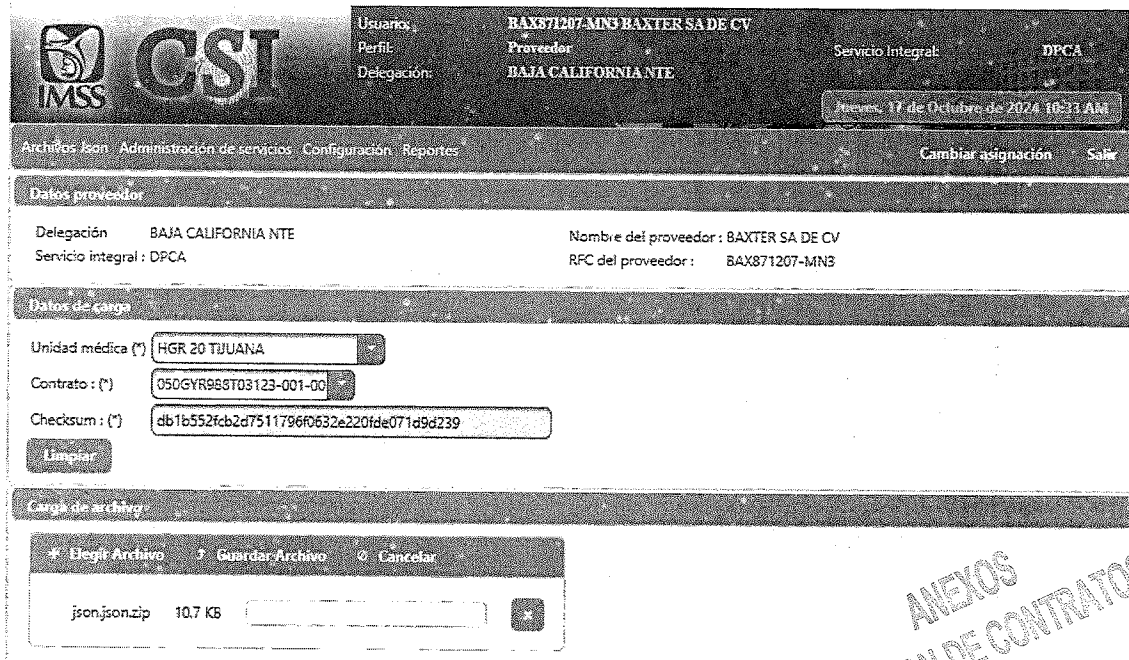 IMSS
CSI
Usuario: BAX871207-MN3 BAXTER SA DE CV
Perfil: Proveedor
Delegación: BAJA CALIFORNIA NTE
Servicio Integral: DPCA
Jueves, 17 de Octubre de 2024 10:33 AM
Archivos Json Administración de servicios Configuración Reportes Cambiar asignación Salir
Datos proveedor
Delegación BAJA CALIFORNIA NTE Nombre del proveedor : BAXTER SA DE CV
Servicio integral : DPCA RFC del proveedor : BAX871207-MN3
Datos de carga
Unidad médica (*) HGR 20 TIJUANA
Contrato : (*) 050GYR988T03123-001-00
Checksum : (*) db1b552fcb2d7511796f0632e220fde071d9d239
Limpiar
Carga de archivo
+ Elegir Archivo Guardar Archivo Cancelar
json.json.zip 10.7 KB x
ANEXOS
DE CONTRATOS